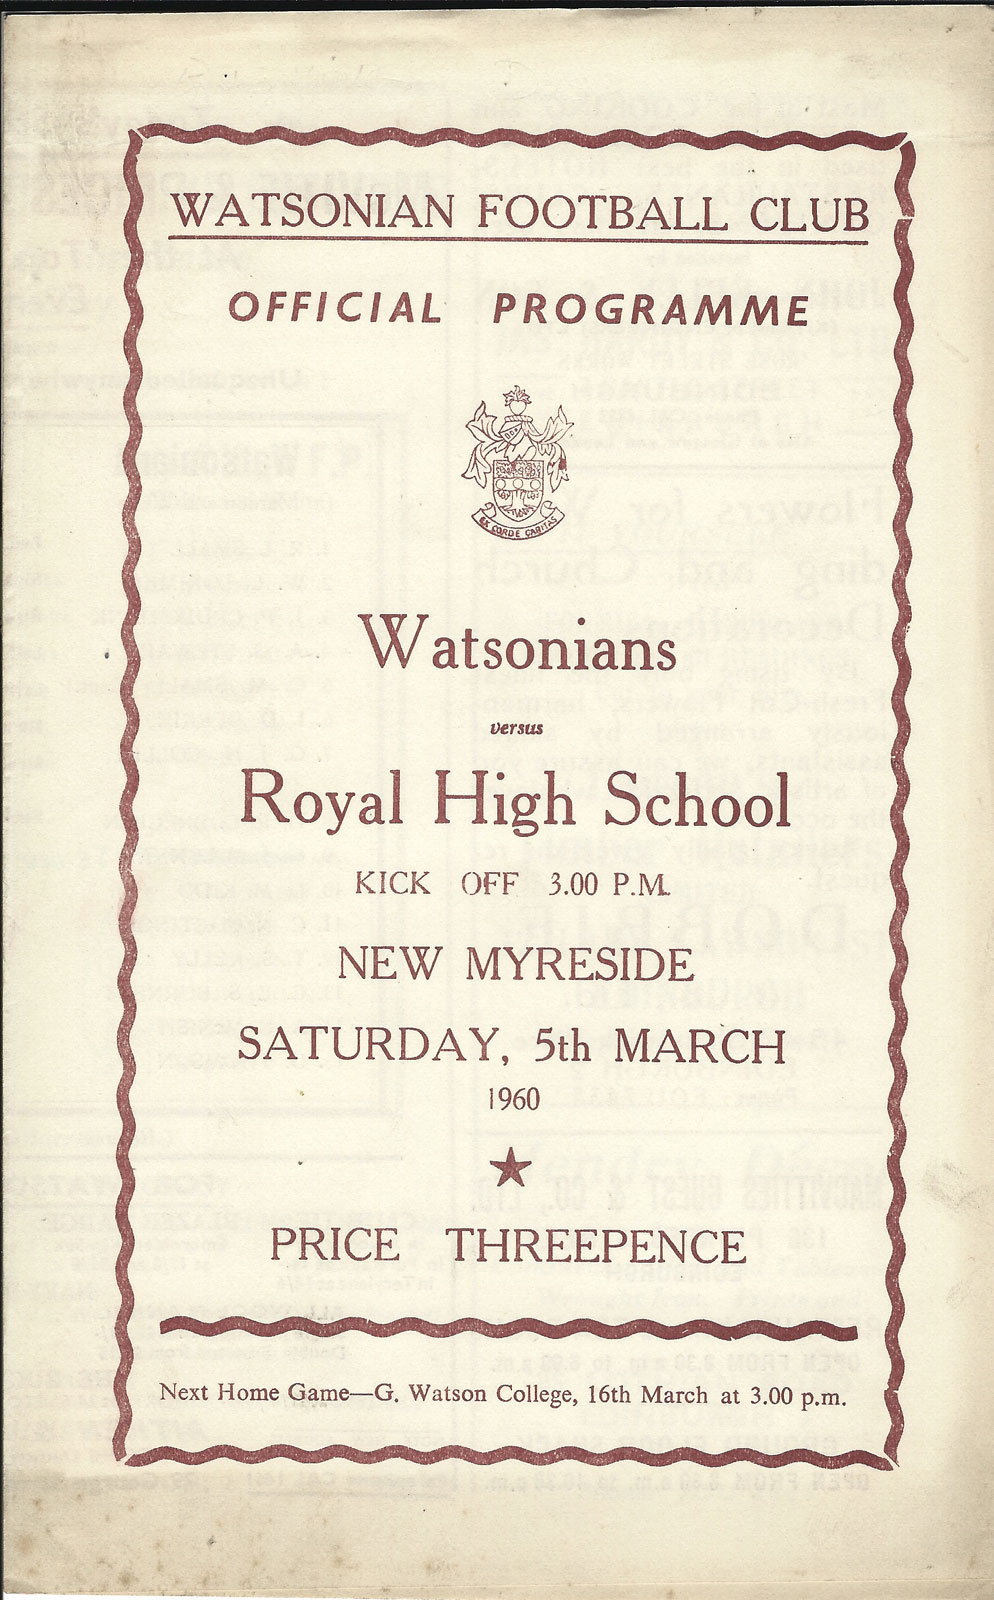 WATSONIAN FOOTBALL CLUB
OFFICIAL PROGRAMME
EX CORDE CARITAS
Watsonians
versus
Royal High School
KICK OFF 3.00 P.M.
NEW MYRESIDE
SATURDAY, 5th MARCH
1960
PRICE THREEPENCE
Next Home Game—G. Watson College, 16th March at 3.00 p.m.